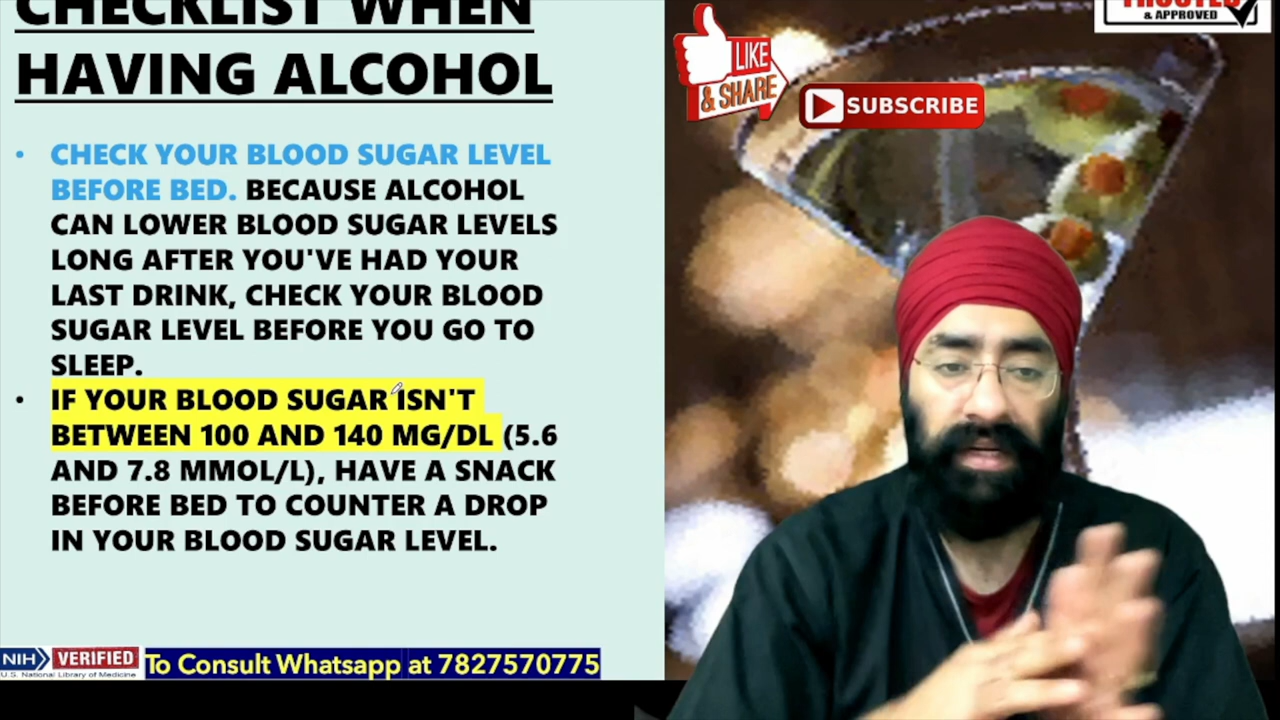 CHECKLIST WHEN
HAVING ALCOHOL
• CHECK YOUR BLOOD SUGAR LEVEL
BEFORE BED. BECAUSE ALCOHOL
CAN LOWER BLOOD SUGAR LEVELS
LONG AFTER YOU'VE HAD YOUR
LAST DRINK, CHECK YOUR BLOOD
SUGAR LEVEL BEFORE YOU GO TO
SLEEP.
• IF YOUR BLOOD SUGAR ISN'T
BETWEEN 100 AND 140 MG/DL (5.6
AND 7.8 MMOL/L), HAVE A SNACK
BEFORE BED TO COUNTER A DROP
IN YOUR BLOOD SUGAR LEVEL.
NIH VERIFIED
U.S. National Library of Medicine
To Consult Whatsapp at 7827570775
LIKE
& SHARE
SUBSCRIBE
TRUSTED
& APPROVED